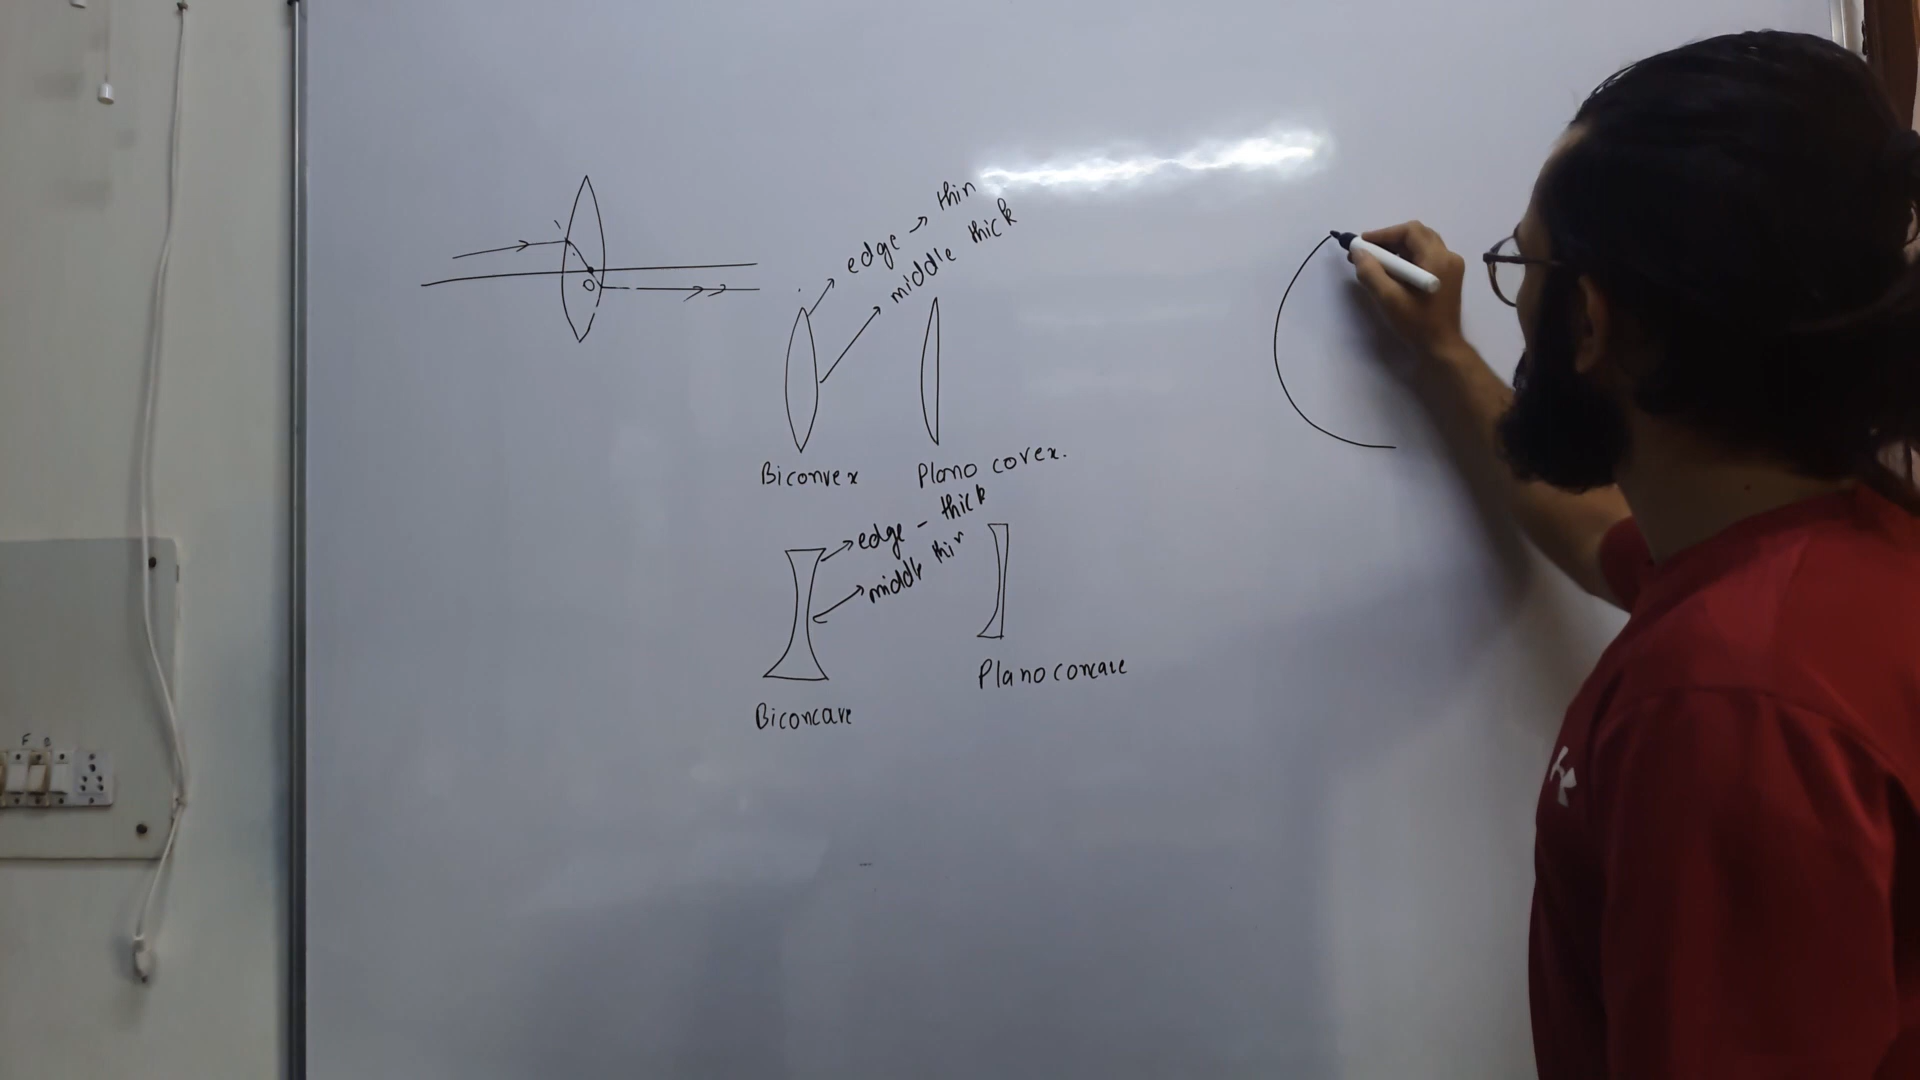 O
edge → thin
middle thick
Biconvex
Plano covex.
edge - thick
middle thin
Biconcave
Planoconcave
F S